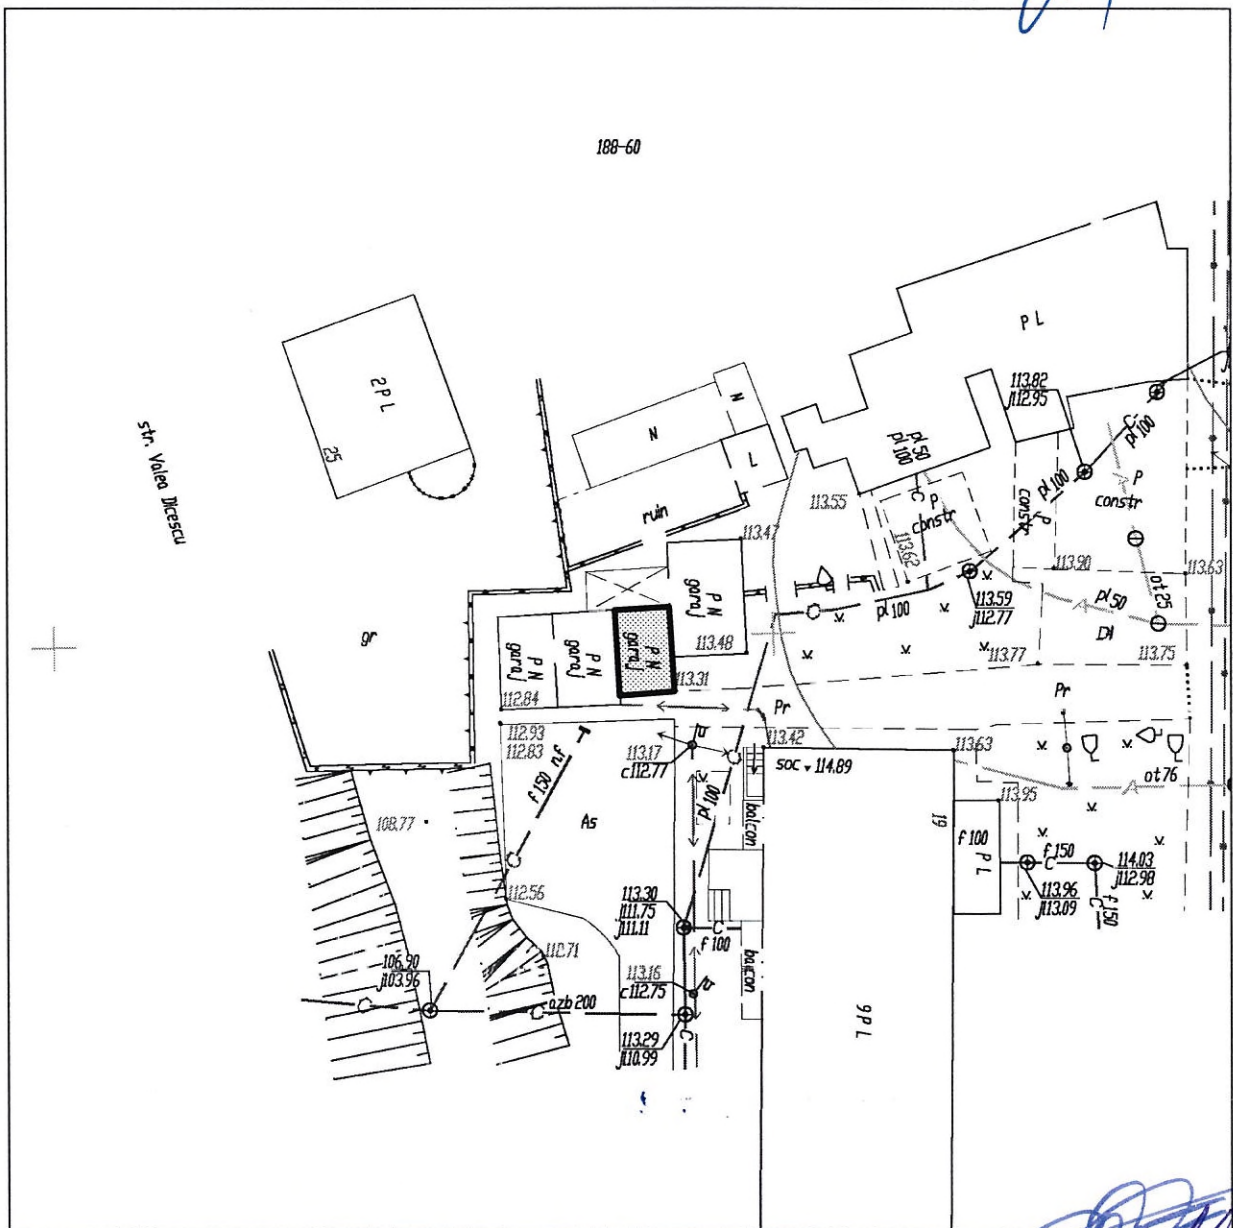 188-60
str. Valea Dicescu
2PL
25
N
N
L
ruin
gr
PL
113.82
j112.95
pl 50
pl 100
C
pl 100
pl 100
P
constr
P
constr
P
constr
113.55
113.62
113.47
113.90
113.63
113.59
j112.77
pl 50
ot25
pl 100
Dl
113.77
113.75
P N
garaj
P N
garaj
P N
garaj
P N
garaj
113.48
113.31
112.84
Pr
Pr
112.93
112.83
f 150 n.f
113.17
c112.77
113.42
soc 114.89
113.63
ot76
113.95
pl 100
balcon
As
108.77
19
f 100
P L
f 150
C
114.03
j112.98
113.96
j113.09
f 150
C
112.56
112.71
113.30
j111.75
j111.11
C
f 100
balcon
106.90
j103.96
azb 200
113.16
c112.75
113.29
j110.99
C
9PL